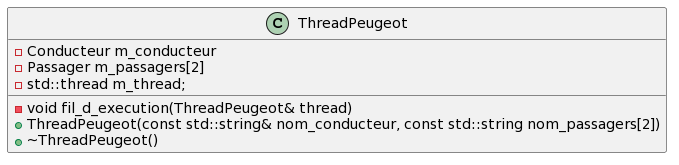 C ThreadPeugeot
Conducteur m_conducteur
Passager m_passagers[2]
std::thread m_thread;
void fil_d_execution(ThreadPeugeot& thread)
ThreadPeugeot(const std::string& nom_conducteur, const std::string nom_passagers[2])
~ThreadPeugeot()